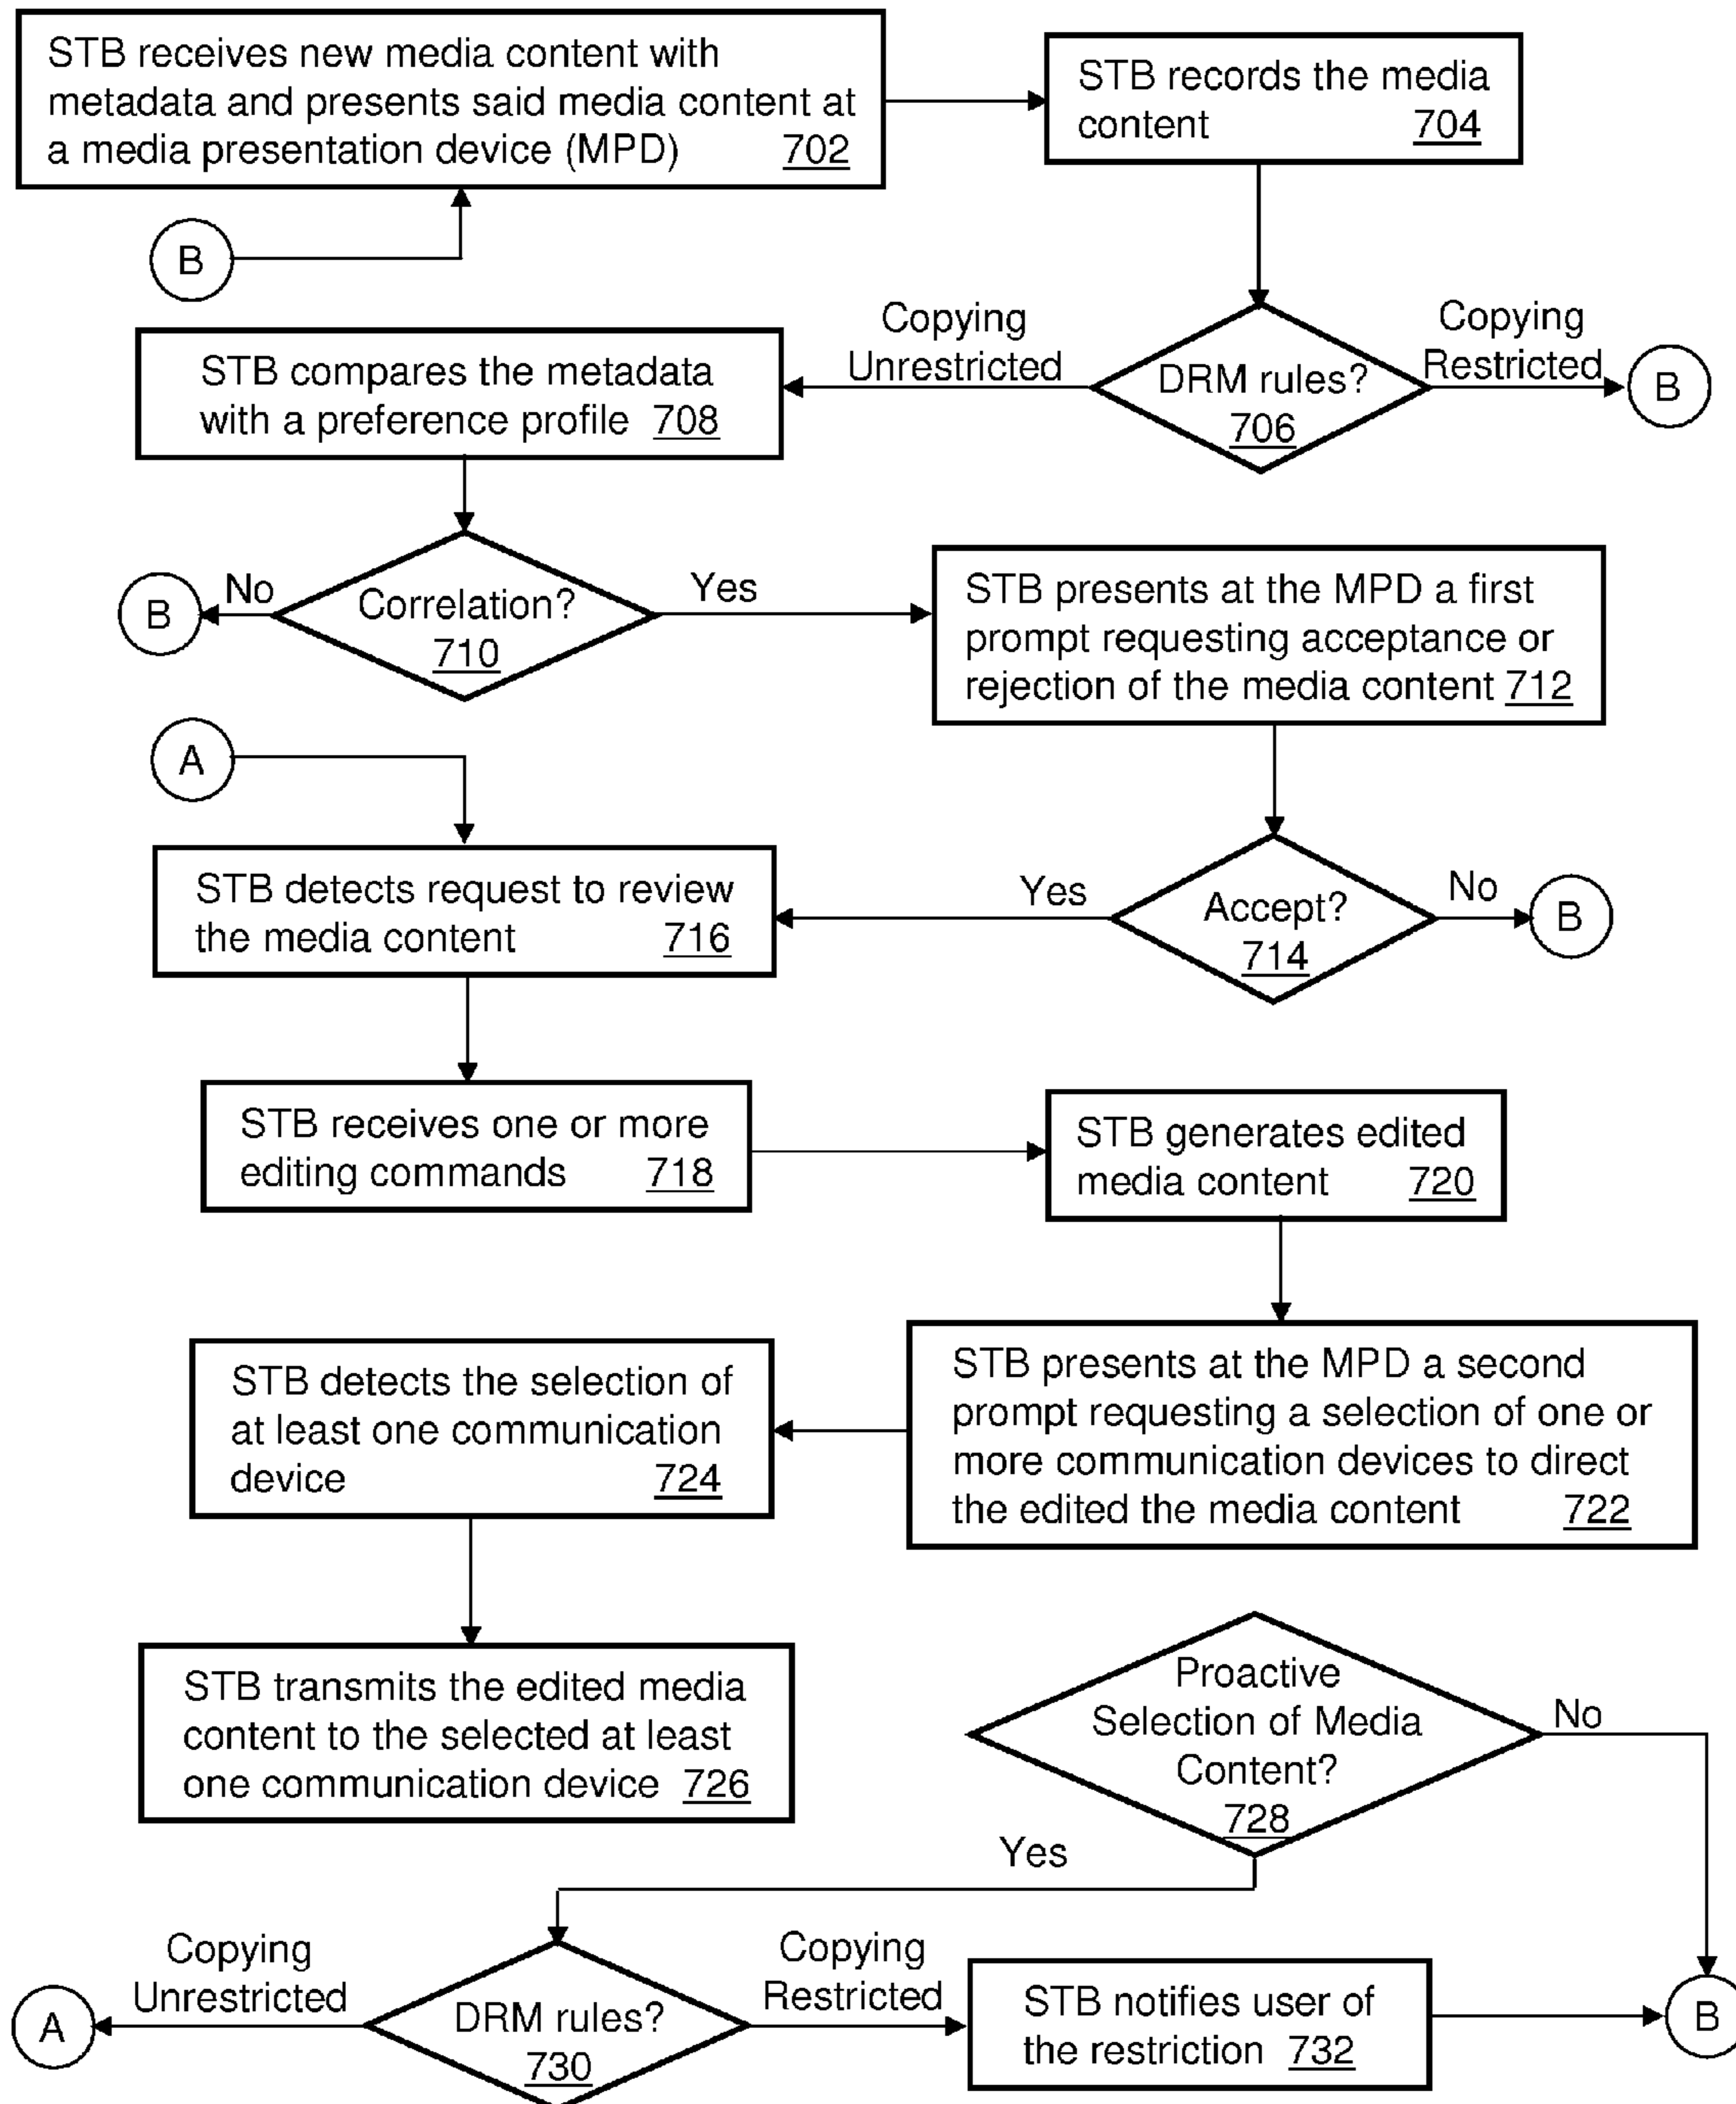 STB receives new media content with
metadata and presents said media content at
a media presentation device (MPD) 702
STB records the media
content 704
B
Copying
Unrestricted
Copying
Restricted
DRM rules?
706
B
STB compares the metadata
with a preference profile 708
B
No
Correlation?
710
Yes
STB presents at the MPD a first
prompt requesting acceptance or
rejection of the media content 712
A
STB detects request to review
the media content 716
Yes
Accept?
714
No
B
STB receives one or more
editing commands 718
STB generates edited
media content 720
STB detects the selection of
at least one communication
device 724
STB presents at the MPD a second
prompt requesting a selection of one or
more communication devices to direct
the edited the media content 722
STB transmits the edited media
content to the selected at least
one communication device 726
Proactive
Selection of Media
Content?
728
No
Yes
Copying
Unrestricted
A
DRM rules?
730
Copying
Restricted
STB notifies user of
the restriction 732
B